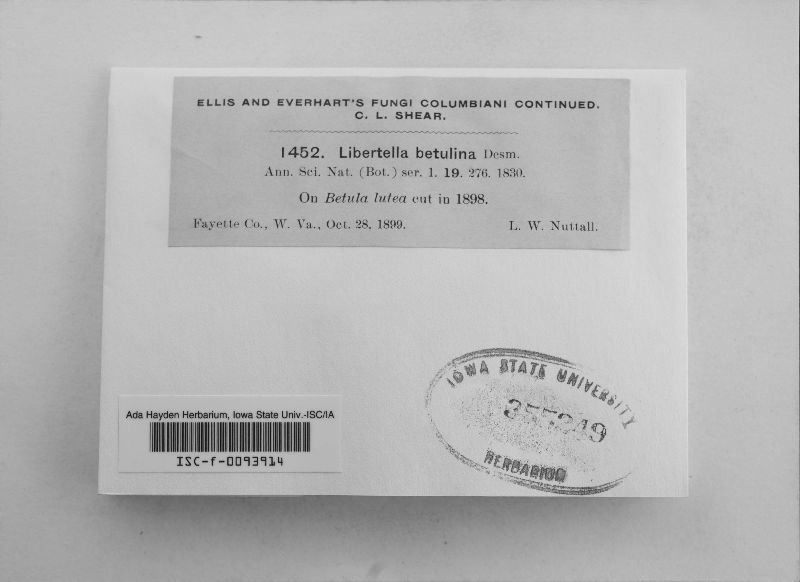 ELLIS AND EVERHART'S FUNGI COLUMBIANI CONTINUED.
C. L. SHEAR.
1452. Libertella betulina Desm.
Ann. Sci. Nat. (Bot.) ser. 1. 19. 276. 1830.
On Betula lutea cut in 1898.
Fayette Co., W. Va., Oct. 28, 1899. L. W. Nuttall.
IOWA STATE UNIVERSITY
357249
HERBARIUM
Ada Hayden Herbarium, Iowa State Univ.-ISC/IA
ISC-f-0093914